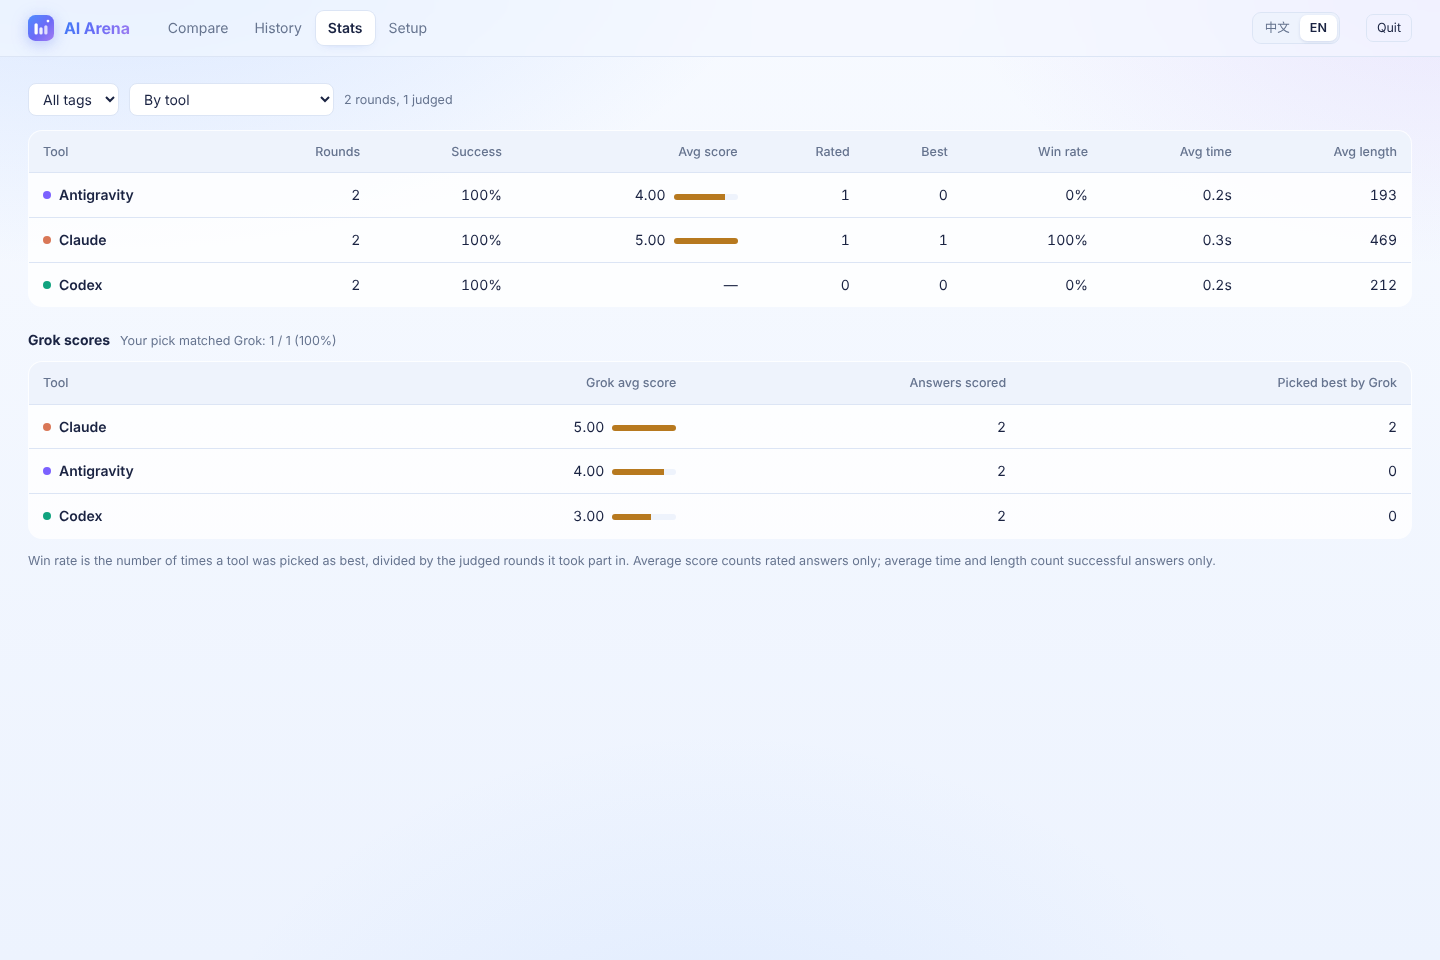 AI Arena Compare History Stats Setup 中文 EN Quit
All tags By tool 2 rounds, 1 judged
Tool Rounds Success Avg score Rated Best Win rate Avg time Avg length
Antigravity 2 100% 4.00 1 0 0% 0.2s 193
Claude 2 100% 5.00 1 1 100% 0.3s 469
Codex 2 100% — 0 0 0% 0.2s 212
Grok scores Your pick matched Grok: 1 / 1 (100%)
Tool Grok avg score Answers scored Picked best by Grok
Claude 5.00 2 2
Antigravity 4.00 2 0
Codex 3.00 2 0
Win rate is the number of times a tool was picked as best, divided by the judged rounds it took part in. Average score counts rated answers only; average time and length count successful answers only.